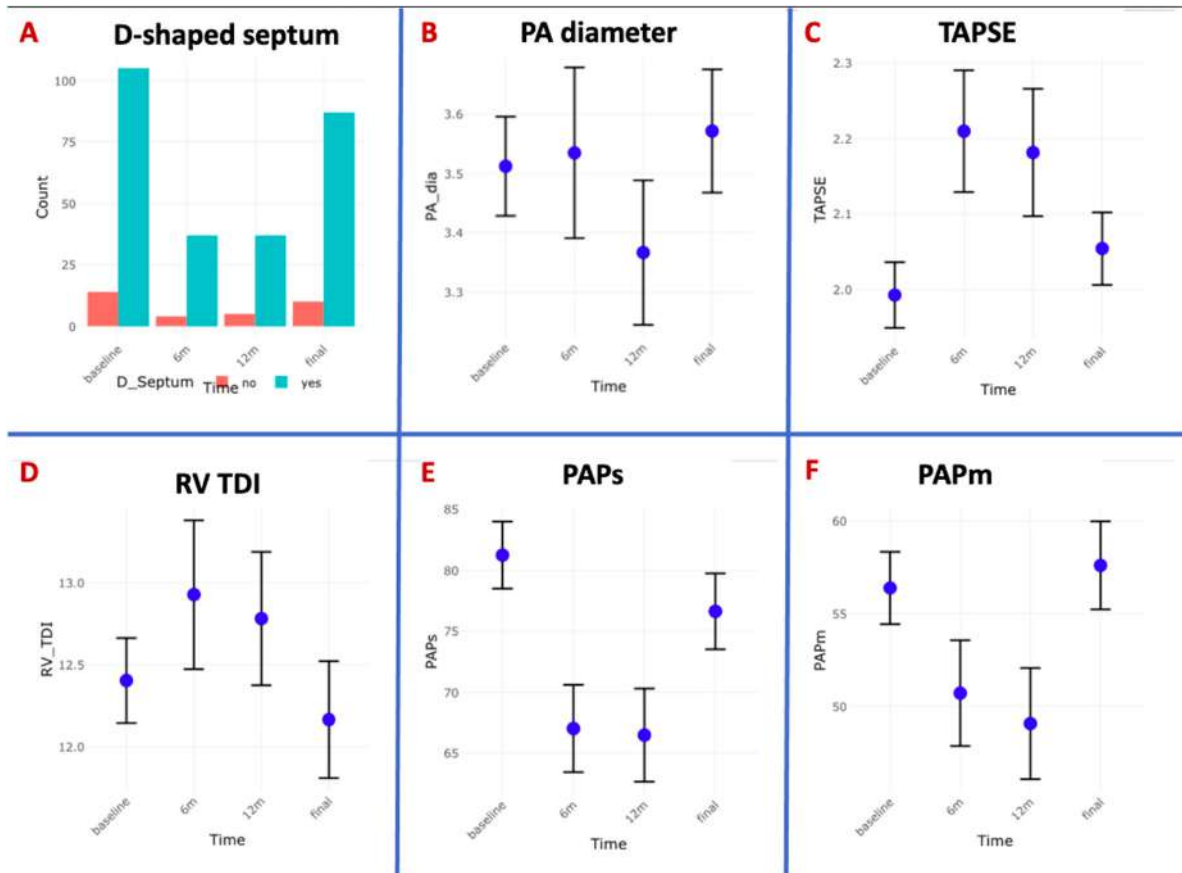 A
D-shaped septum
100
75
50
25
0
Count
baseline
6m
12m
final
Time
D_Septum
no
yes
B
PA diameter
3.6
3.5
3.4
3.3
PA_dia
baseline
6m
12m
final
Time
C
TAPSE
2.3
2.2
2.1
2.0
TAPSE
baseline
6m
12m
final
Time
D
RV TDI
13.0
12.5
12.0
RV_TDI
baseline
6m
12m
final
Time
E
PAPs
85
80
75
70
65
PAPs
baseline
6m
12m
final
Time
F
PAPm
60
55
50
PAPm
baseline
6m
12m
final
Time